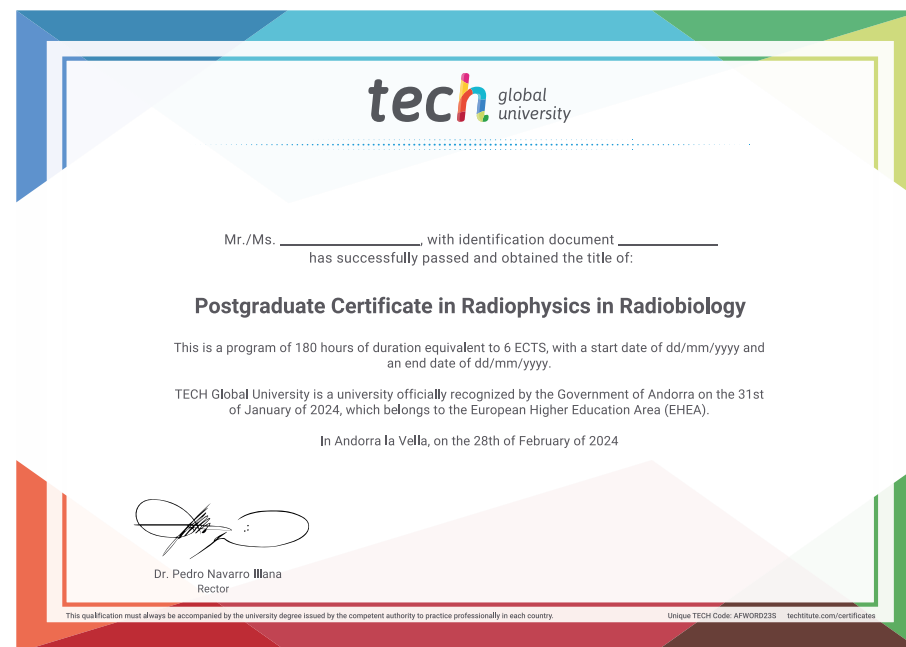 tech global
university
Mr./Ms. ____________________, with identification document ______________
has successfully passed and obtained the title of:
Postgraduate Certificate in Radiophysics in Radiobiology
This is a program of 180 hours of duration equivalent to 6 ECTS, with a start date of dd/mm/yyyy and
an end date of dd/mm/yyyy.
TECH Global University is a university officially recognized by the Government of Andorra on the 31st
of January of 2024, which belongs to the European Higher Education Area (EHEA).
In Andorra la Vella, on the 28th of February of 2024
Dr. Pedro Navarro Illana
Rector
This qualification must always be accompanied by the university degree issued by the competent authority to practice professionally in each country. Unique TECH Code: AFWORD23S techtitute.com/certificates